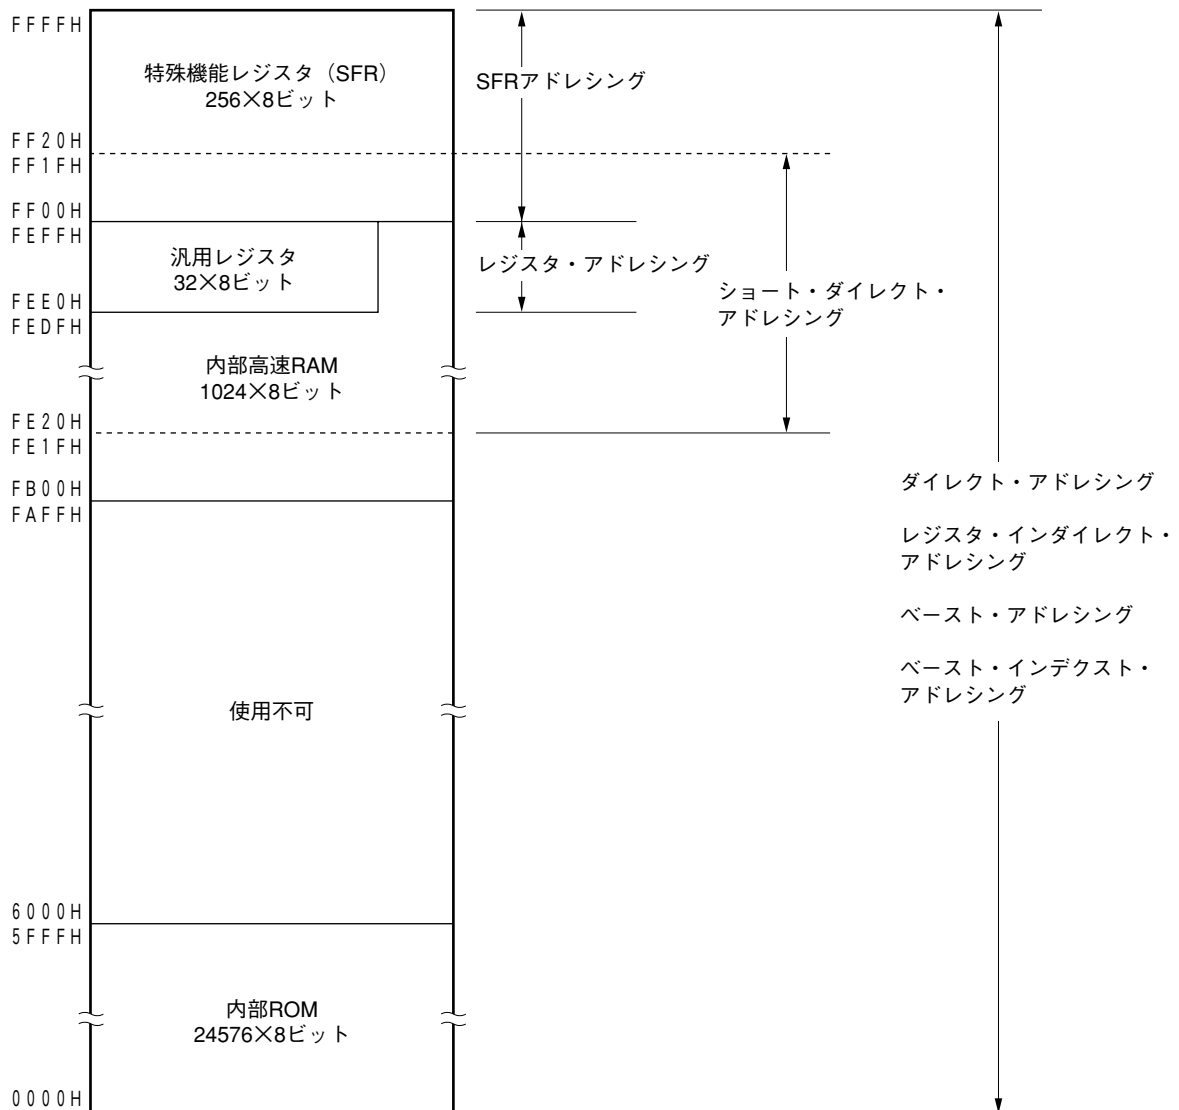 FFFFH
特殊機能レジスタ（SFR）
256×8ビット
SFRアドレシング
FF20H
FF1FH
FF00H
FEFFH
汎用レジスタ
32×8ビット
レジスタ・アドレシング
ショート・ダイレクト・
アドレシング
FEE0H
FEDFH
内部高速RAM
1024×8ビット
FE20H
FE1FH
FB00H
FAFFH
ダイレクト・アドレシング
レジスタ・インダイレクト・
アドレシング
ベースト・アドレシング
ベースト・インデクスト・
アドレシング
使用不可
6000H
5FFFH
内部ROM
24576×8ビット
0000H